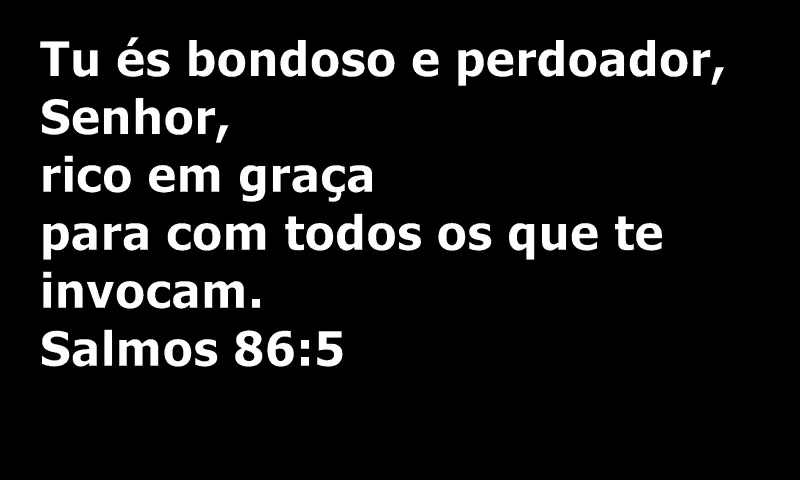 Tu és bondoso e perdoador,
Senhor,
rico em graça
para com todos os que te
invocam.
Salmos 86:5